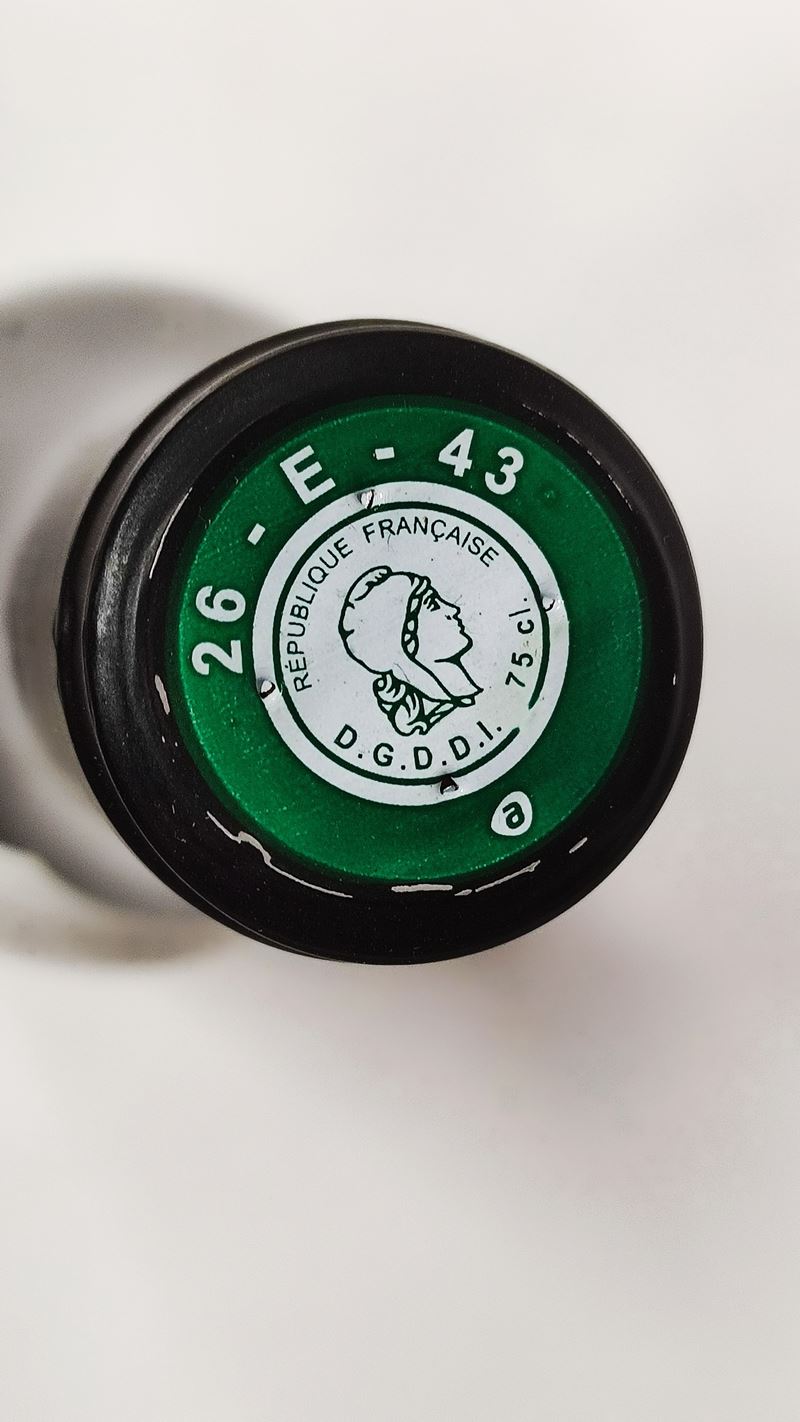 26 - E - 43
RÉPUBLIQUE FRANÇAISE
75 cl.
D.G.D.D.I.
a